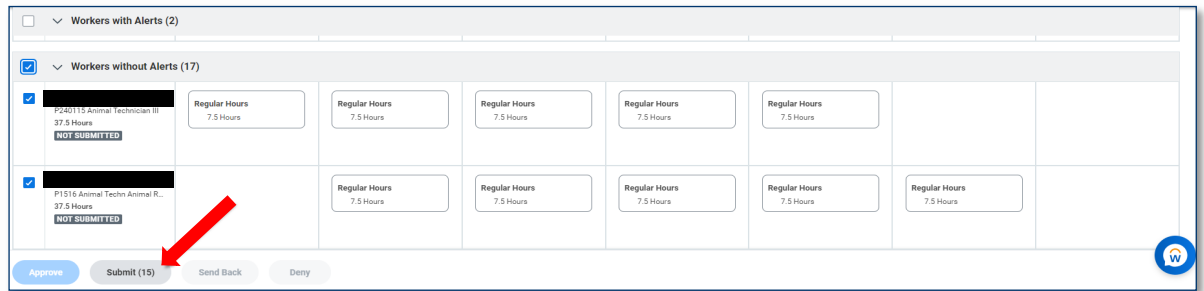 Workers with Alerts (2)
Workers without Alerts (17)
P240115 Animal Technician III
37.5 Hours
NOT SUBMITTED
Regular Hours
7.5 Hours
Regular Hours
7.5 Hours
Regular Hours
7.5 Hours
Regular Hours
7.5 Hours
Regular Hours
7.5 Hours
P1516 Animal Techn Animal R...
37.5 Hours
NOT SUBMITTED
Regular Hours
7.5 Hours
Regular Hours
7.5 Hours
Regular Hours
7.5 Hours
Regular Hours
7.5 Hours
Regular Hours
7.5 Hours
Approve Submit (15) Send Back Deny
w